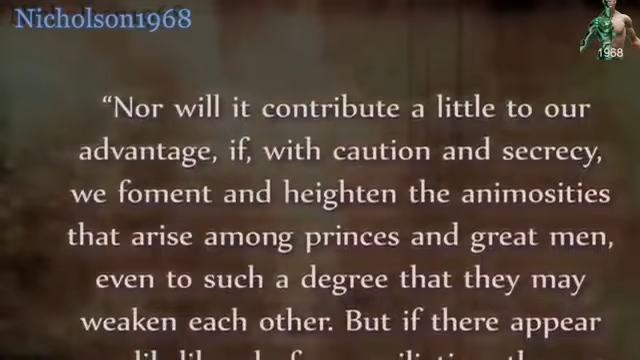 Nicholson1968
1968
“Nor will it contribute a little to our
advantage, if, with caution and secrecy,
we foment and heighten the animosities
that arise among princes and great men,
even to such a degree that they may
weaken each other. But if there appear